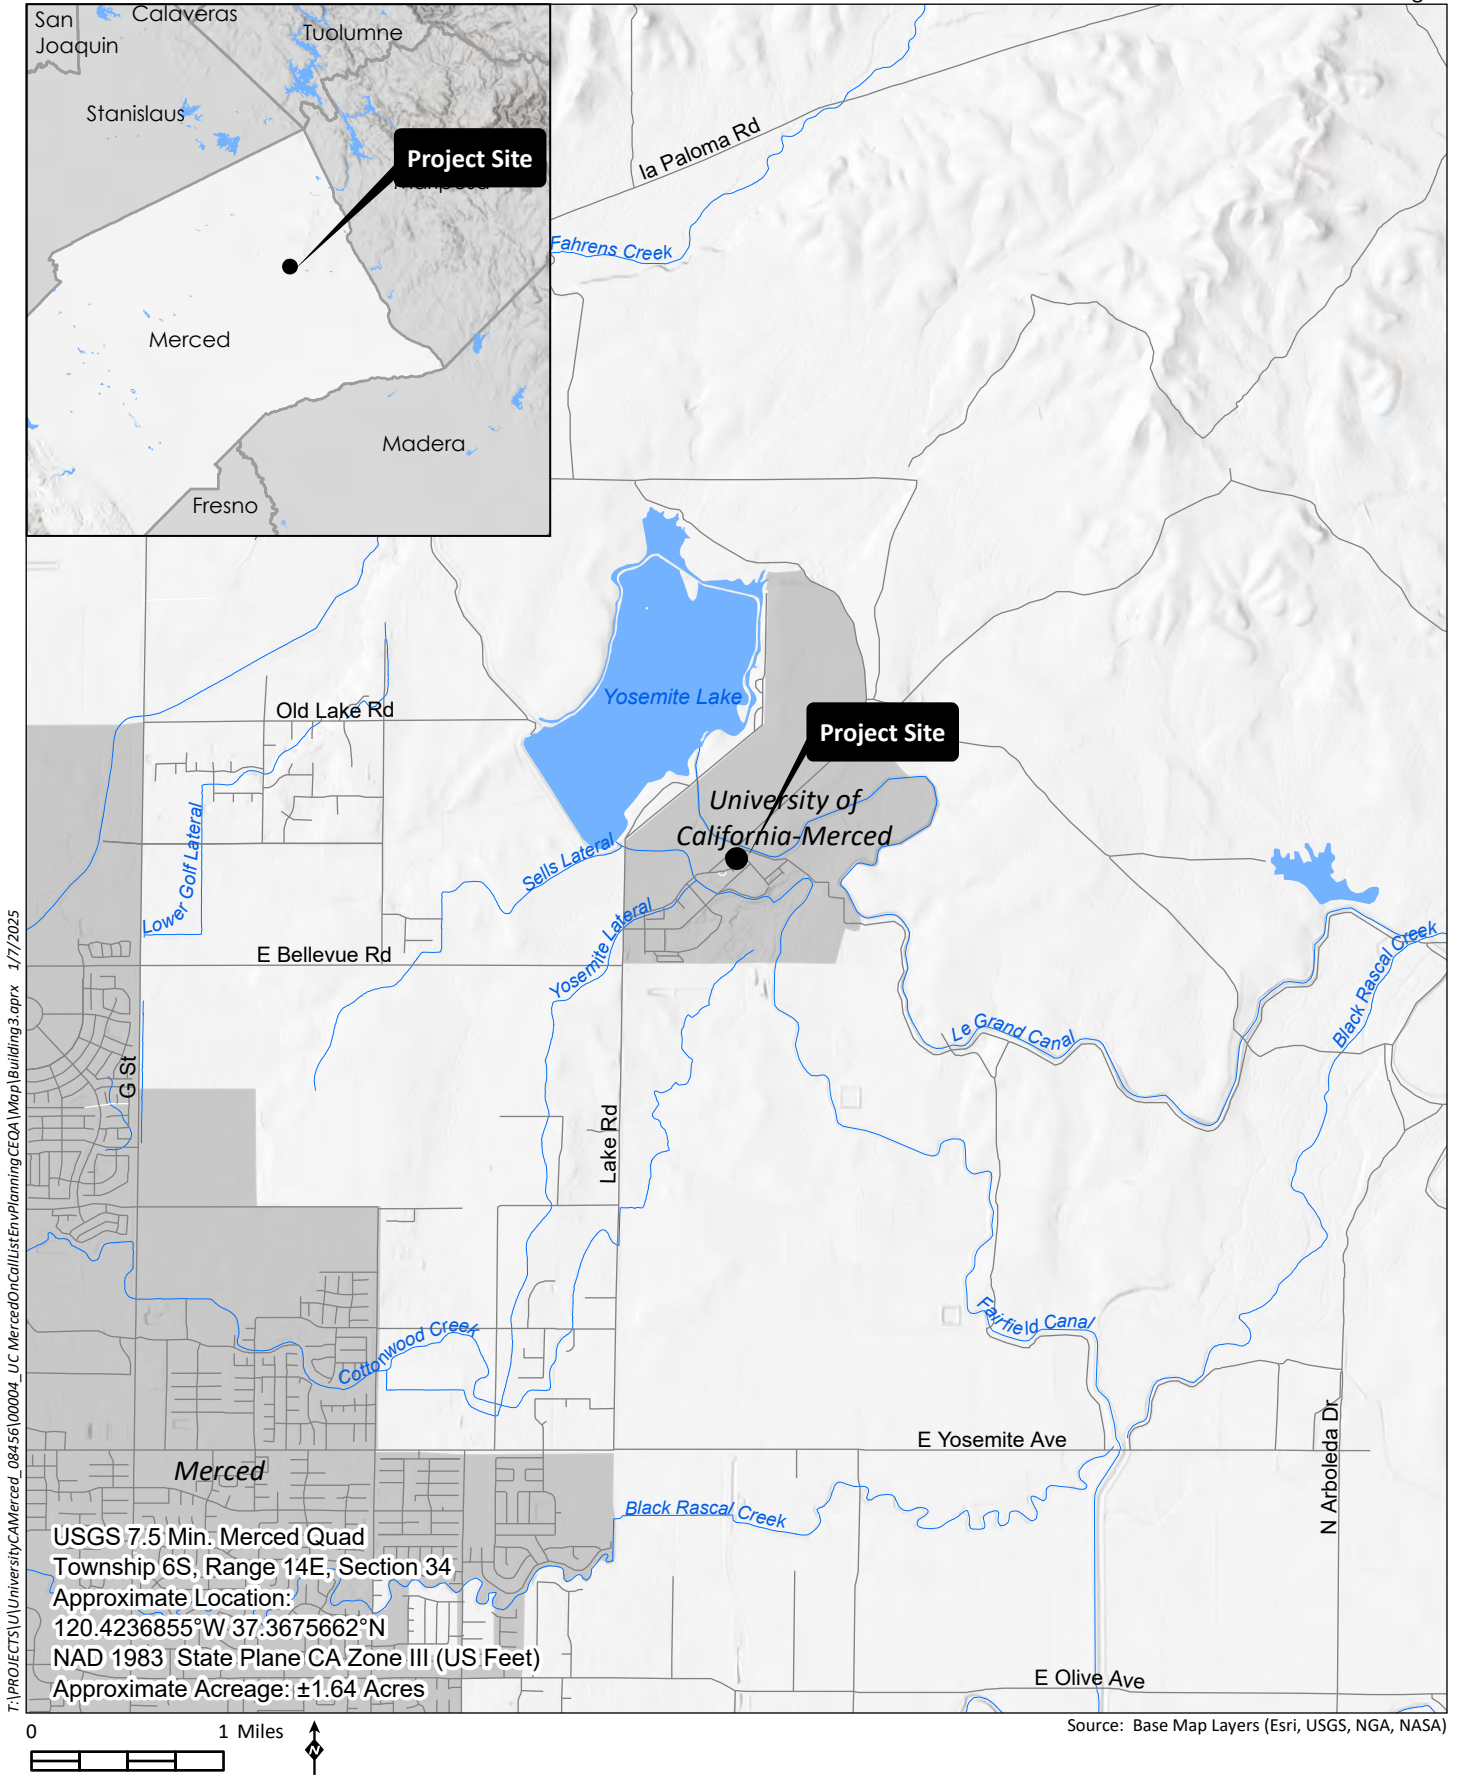 San
Joaquin
Calaveras
Tuolumne
Stanislaus
Project Site
Merced
Madera
Fresno
la Paloma Rd
Fahrens Creek
Yosemite Lake
Old Lake Rd
Project Site
University of
California-Merced
Lower Golf Lateral
Sells Lateral
Yosemite Lateral
E Bellevue Rd
Le Grand Canal
Black Rascal Creek
G St
Lake Rd
Fairfield Canal
Cottonwood Creek
E Yosemite Ave
N Arboleda Dr
Merced
Black Rascal Creek
E Olive Ave
USGS 7.5 Min. Merced Quad
Township 6S, Range 14E, Section 34
Approximate Location:
120.4236855°W 37.3675662°N
NAD 1983 State Plane CA Zone III (US Feet)
Approximate Acreage: ±1.64 Acres
T:\PROJECTS\U\UniversityCAMerced_08456\00004_UC MercedOnCallListEnvPlanningCEQA\Map\Building3.aprx 1/7/2025
0 1 Miles
N
Source: Base Map Layers (Esri, USGS, NGA, NASA)